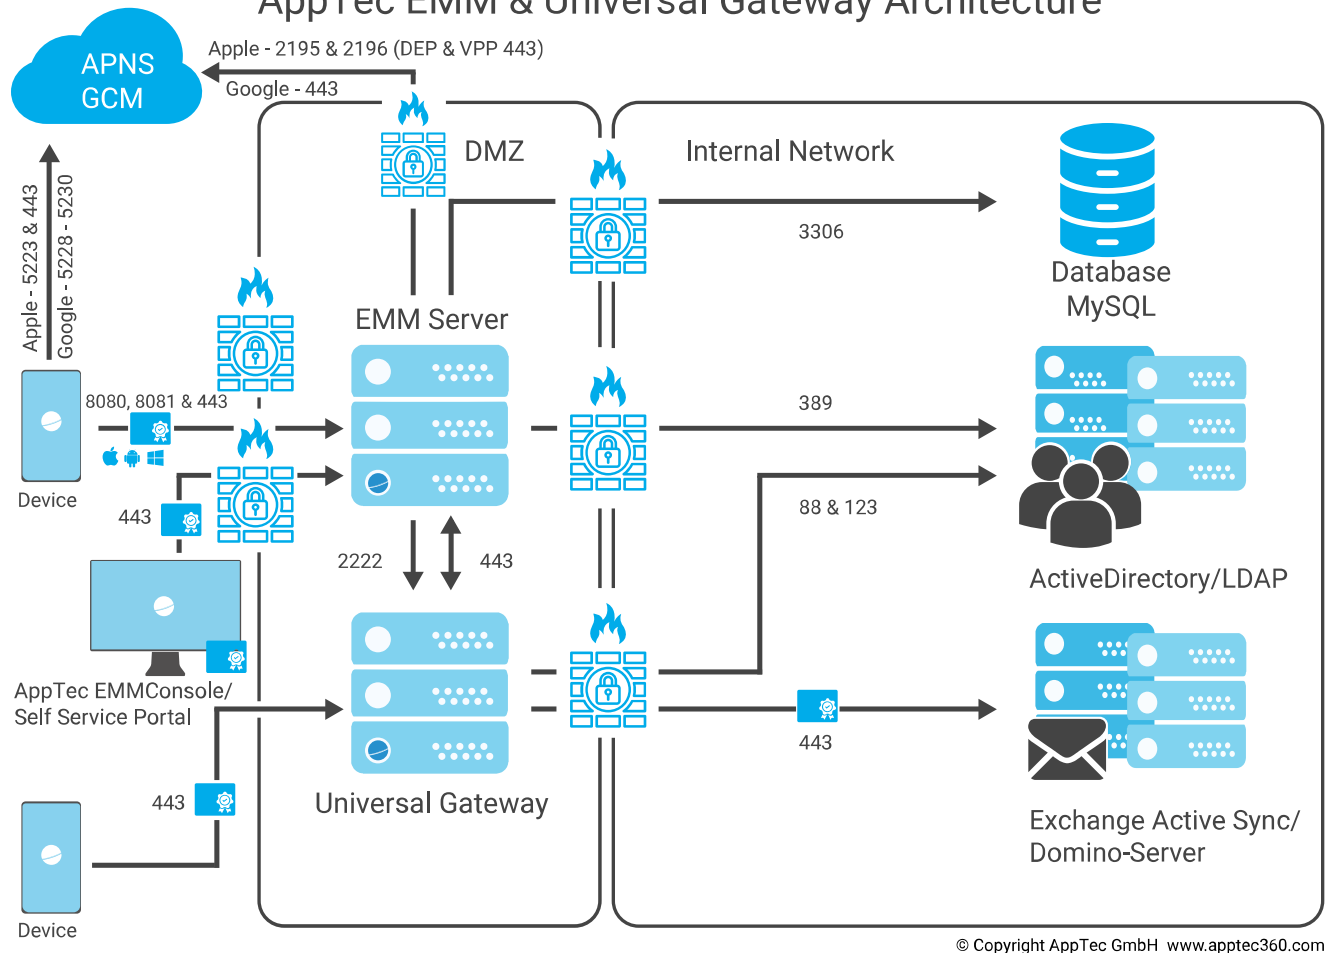 AppTec EMM & Universal Gateway Architecture
APNS
GCM
Apple - 2195 & 2196 (DEP & VPP 443)
Google - 443
DMZ
Internal Network
Apple - 5223 & 443
Google - 5228 - 5230
3306
Database
MySQL
EMM Server
8080, 8081 & 443
389
Device
443
88 & 123
2222
443
ActiveDirectory/LDAP
AppTec EMMConsole/
Self Service Portal
443
443
Universal Gateway
Exchange Active Sync/
Domino-Server
Device
© Copyright AppTec GmbH www.apptec360.com